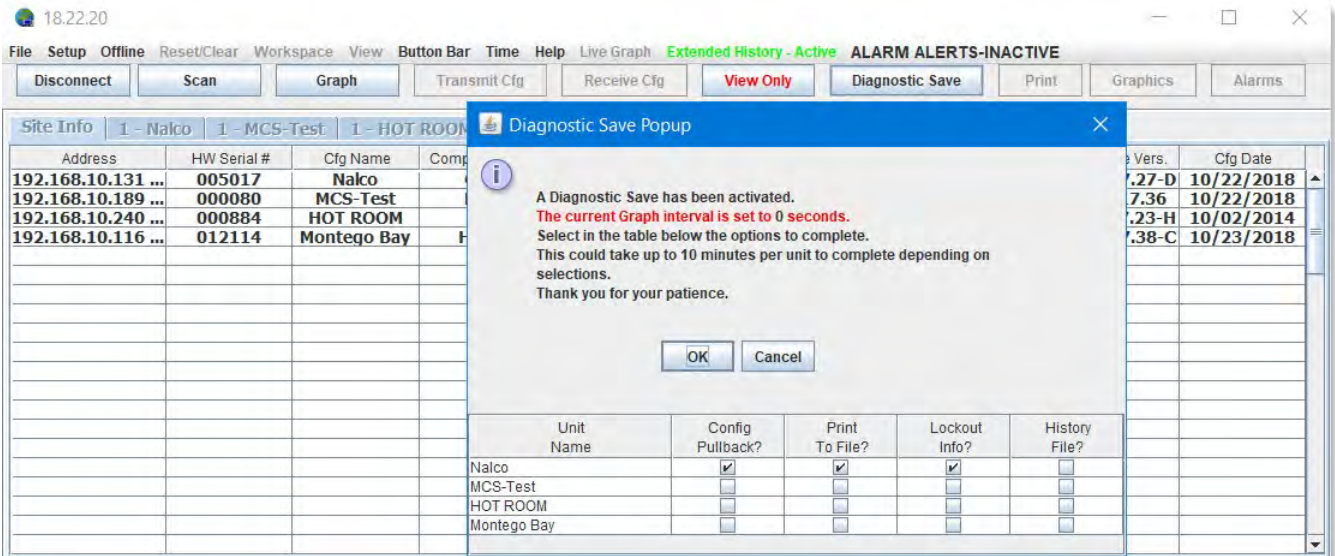 18.22.20
File Setup Offline Reset/Clear Workspace View Button Bar Time Help Live Graph Extended History - Active ALARM ALERTS-INACTIVE
Disconnect Scan Graph Transmit Cfg Receive Cfg View Only Diagnostic Save Print Graphics Alarms
Site Info 1 - Nalco 1 - MCS-Test 1 - HOT ROOM
Address HW Serial # Cfg Name Comp Vers. Cfg Date
192.168.10.131 ... 005017 Nalco .27-D 10/22/2018
192.168.10.189 ... 000080 MCS-Test 7.36 10/22/2018
192.168.10.240 ... 000884 HOT ROOM .23-H 10/02/2014
192.168.10.116 ... 012114 Montego Bay .38-C 10/23/2018
Diagnostic Save Popup
A Diagnostic Save has been activated.
The current Graph interval is set to 0 seconds.
Select in the table below the options to complete.
This could take up to 10 minutes per unit to complete depending on
selections.
Thank you for your patience.
OK Cancel
Unit Config Print Lockout History
Name Pullback? To File? Info? File?
Nalco
MCS-Test
HOT ROOM
Montego Bay